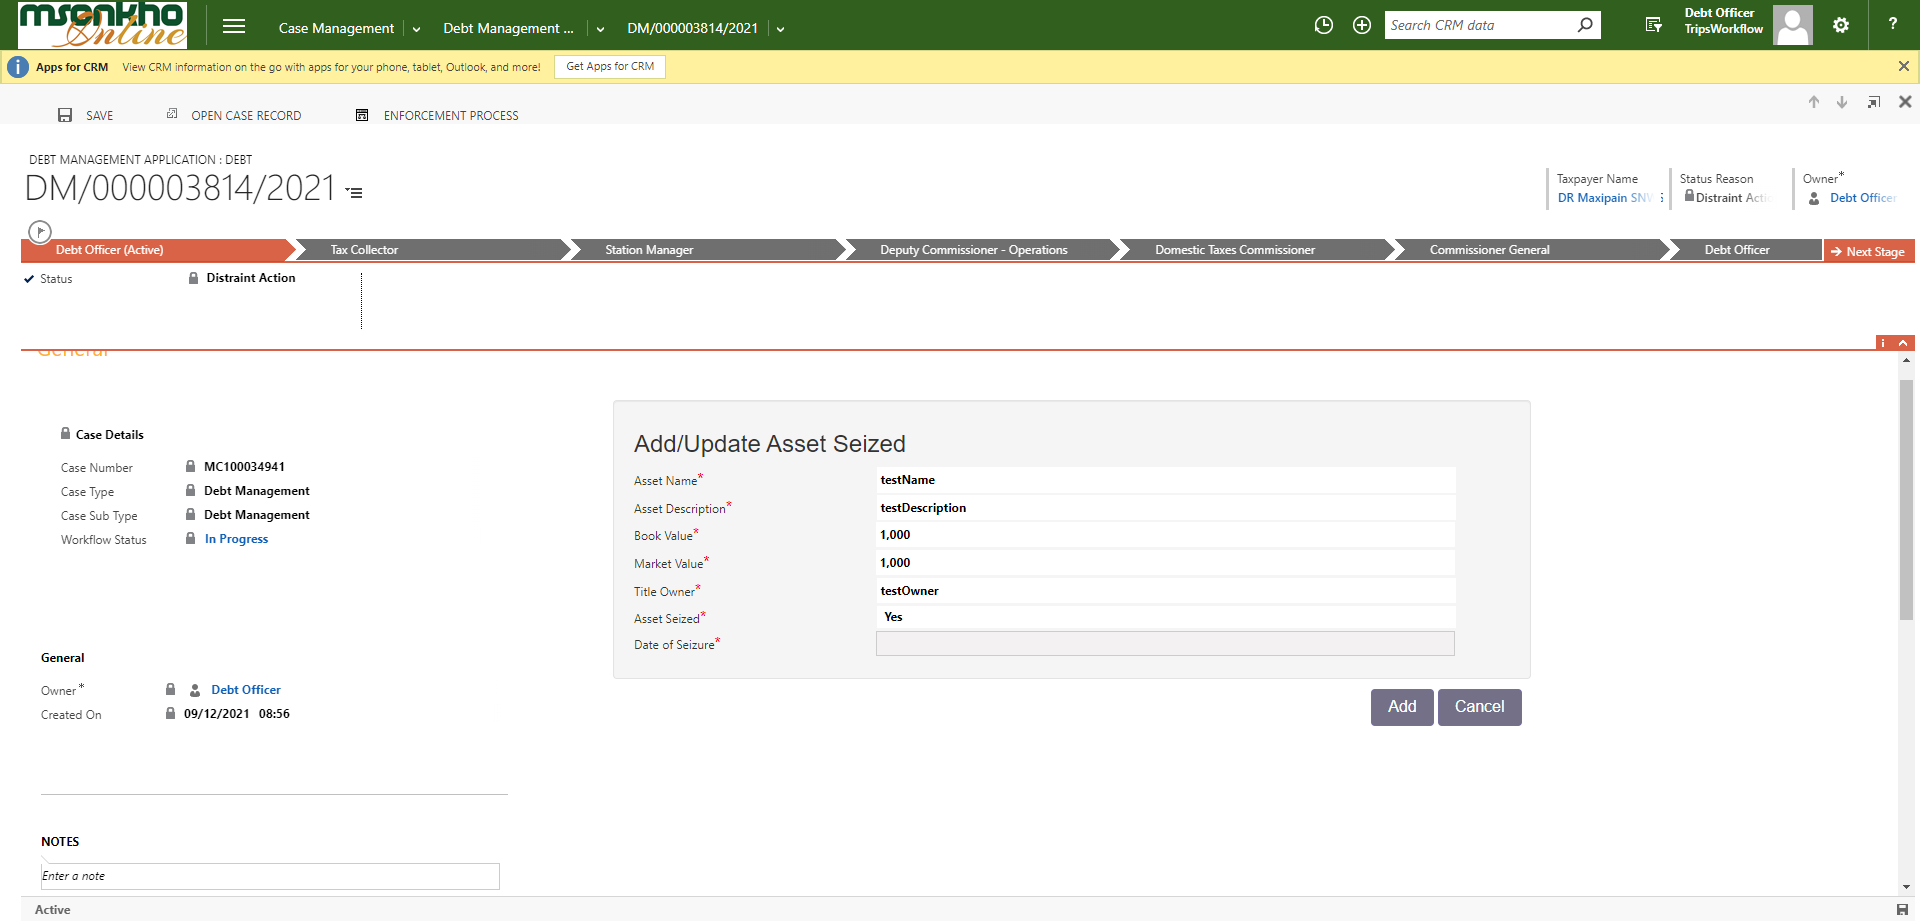 msonkho
Online
Case Management
Debt Management ...
DM/000003814/2021
Search CRM data
Debt Officer
TripsWorkflow
?
i
Apps for CRM
View CRM information on the go with apps for your phone, tablet, Outlook, and more!
Get Apps for CRM
SAVE
OPEN CASE RECORD
ENFORCEMENT PROCESS
DEBT MANAGEMENT APPLICATION : DEBT
DM/000003814/2021
Taxpayer Name
DR Maxipain SNV
Status Reason
Distraint Acti
Owner*
Debt Officer
Debt Officer (Active)
Tax Collector
Station Manager
Deputy Commissioner - Operations
Domestic Taxes Commissioner
Commissioner General
Debt Officer
Next Stage
Status
Distraint Action
General
i
Case Details
Case Number
MC100034941
Case Type
Debt Management
Case Sub Type
Debt Management
Workflow Status
In Progress
Add/Update Asset Seized
Asset Name*
testName
Asset Description*
testDescription
Book Value*
1,000
Market Value*
1,000
Title Owner*
testOwner
Asset Seized*
Yes
Date of Seizure*
Add
Cancel
General
Owner*
Debt Officer
Created On
09/12/2021 08:56
NOTES
Enter a note
Active